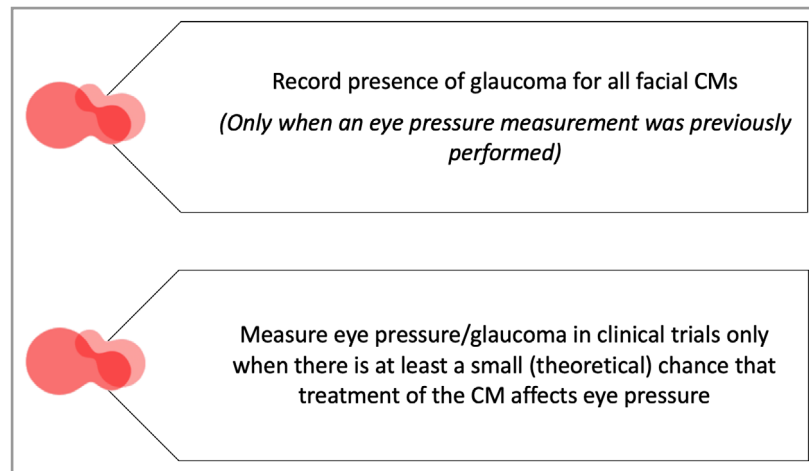 Record presence of glaucoma for all facial CMs
(Only when an eye pressure measurement was previously
performed)
Measure eye pressure/glaucoma in clinical trials only
when there is at least a small (theoretical) chance that
treatment of the CM affects eye pressure